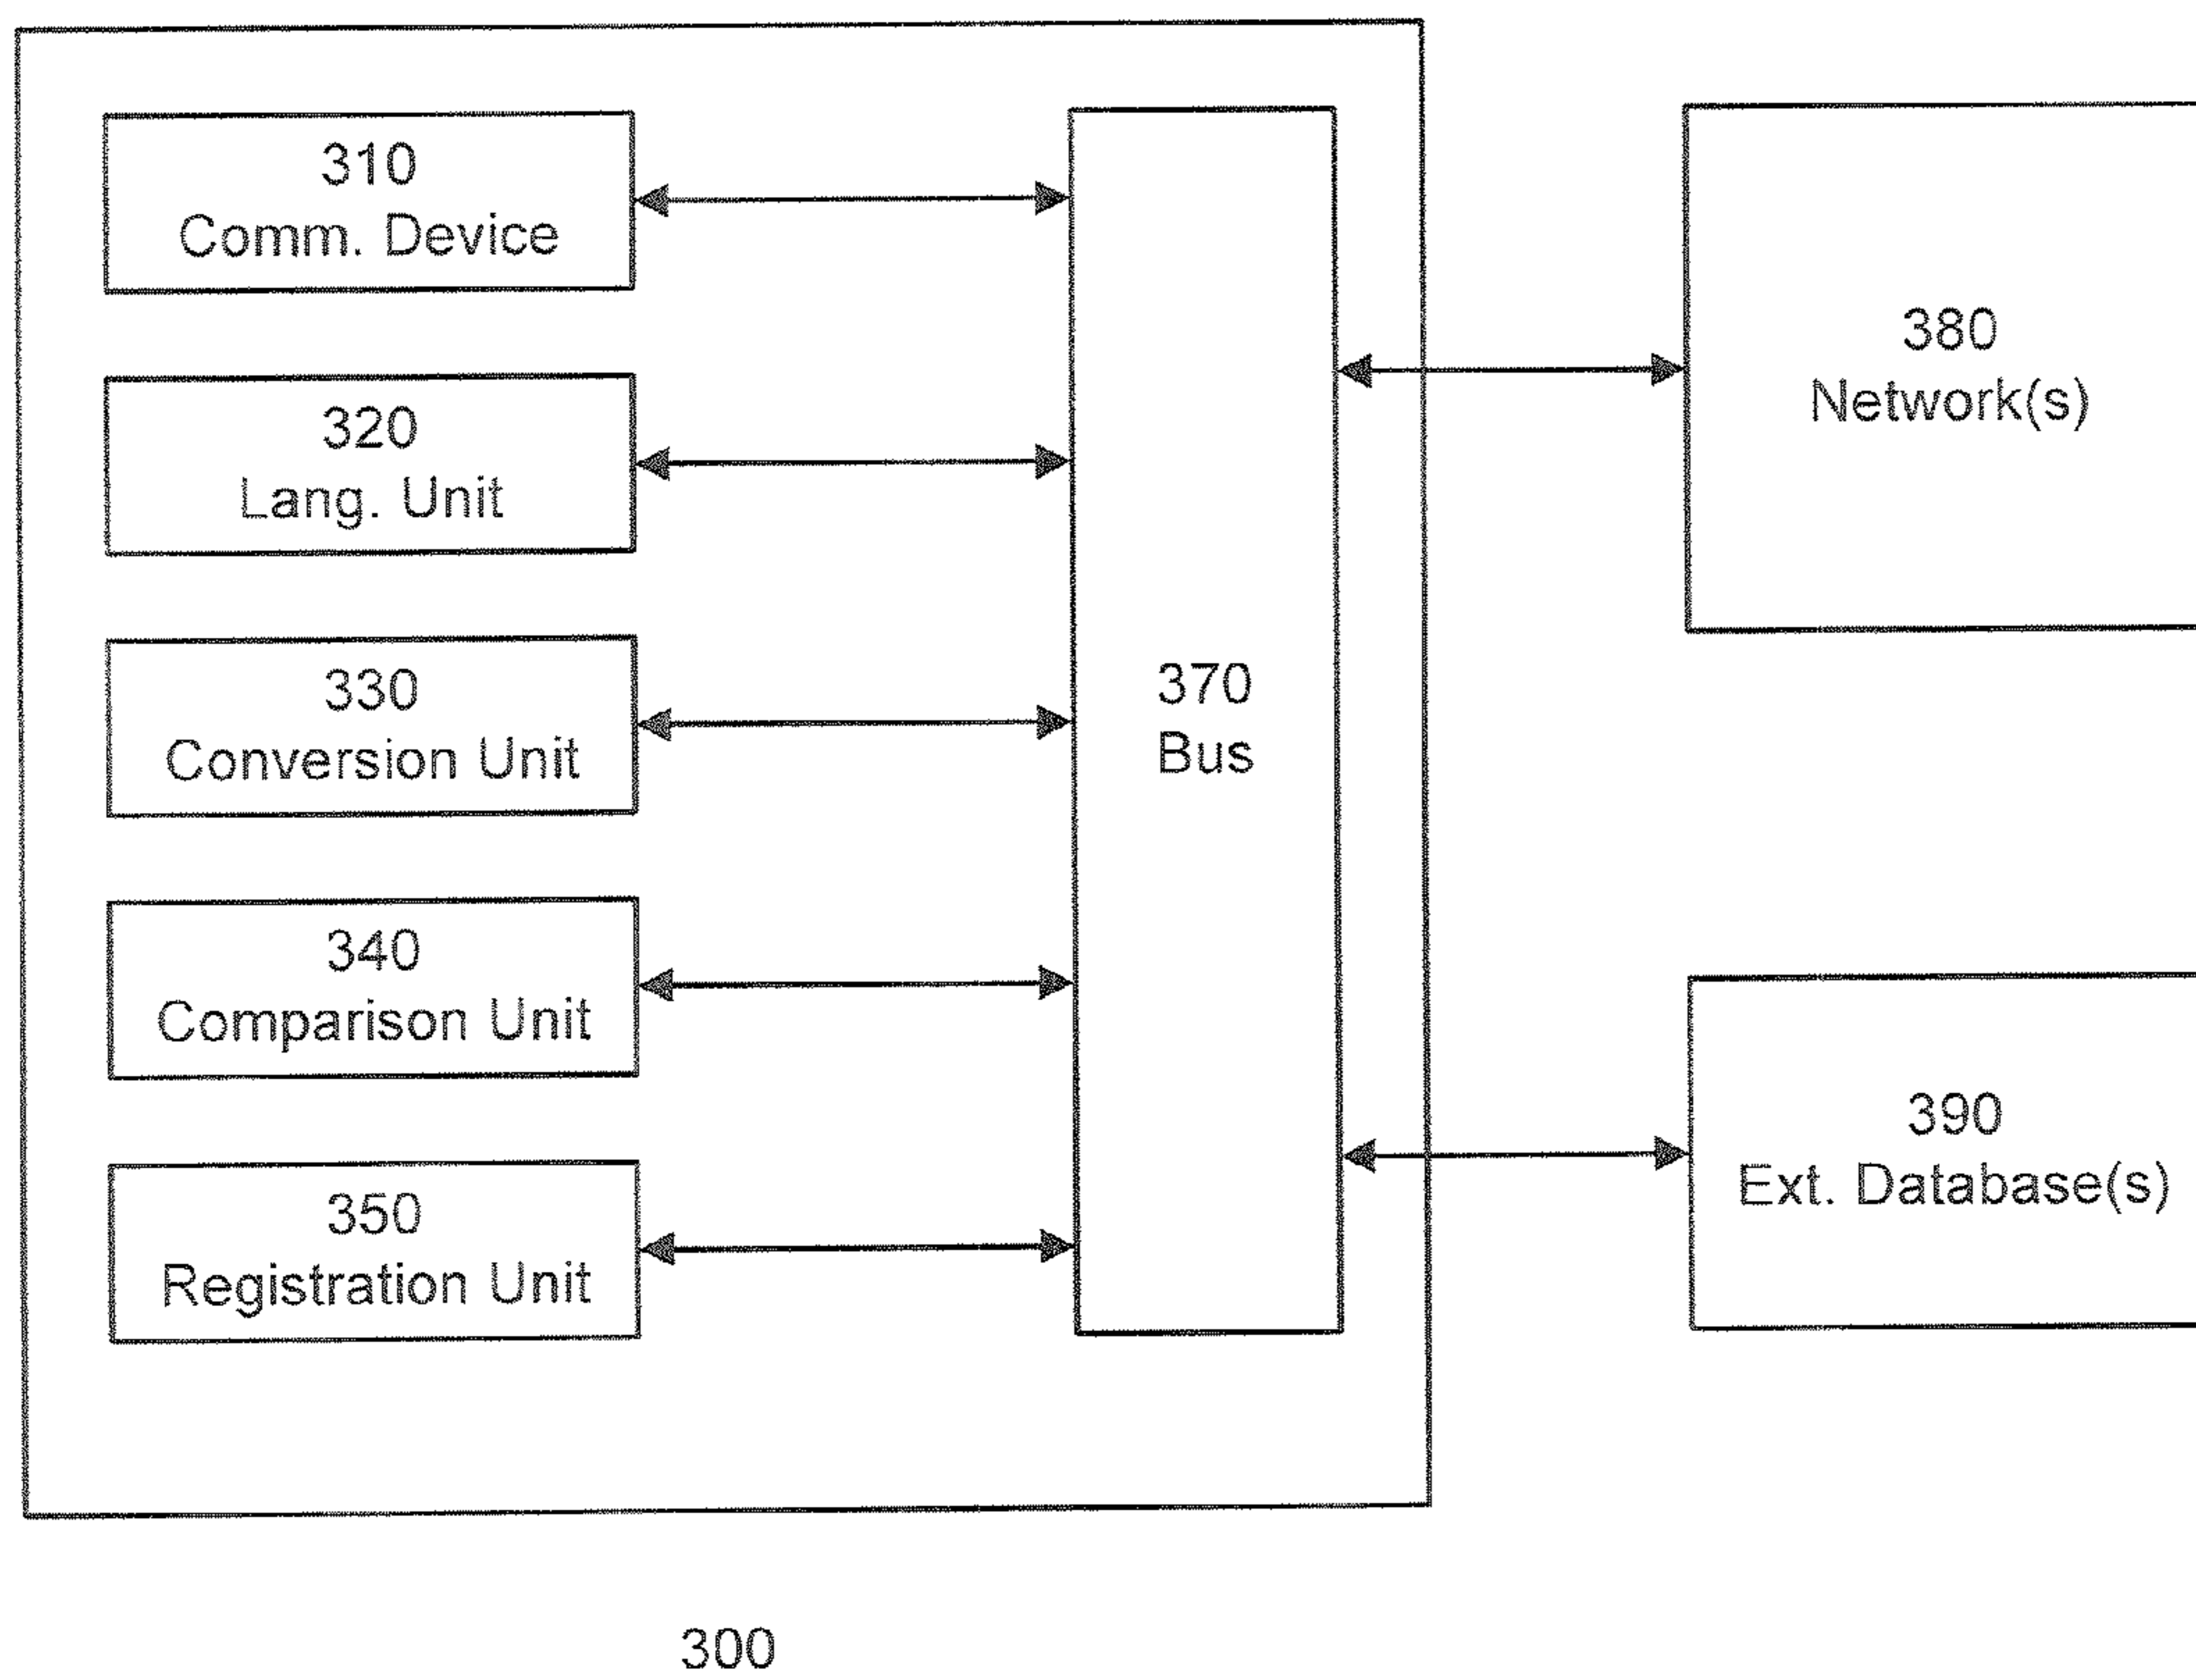 310
Comm. Device
320
Lang. Unit
330
Conversion Unit
340
Comparison Unit
350
Registration Unit
370
Bus
380
Network(s)
390
Ext. Database(s)
300